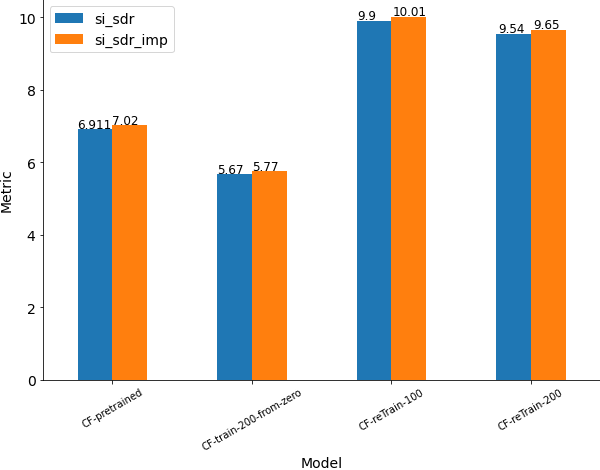 si_sdr
si_sdr_imp
10
8
6
4
2
0
Metric
6.911
7.02
5.67
5.77
9.9
10.01
9.54
9.65
CF-pretrained
CF-train-200-from-zero
CF-reTrain-100
CF-reTrain-200
Model